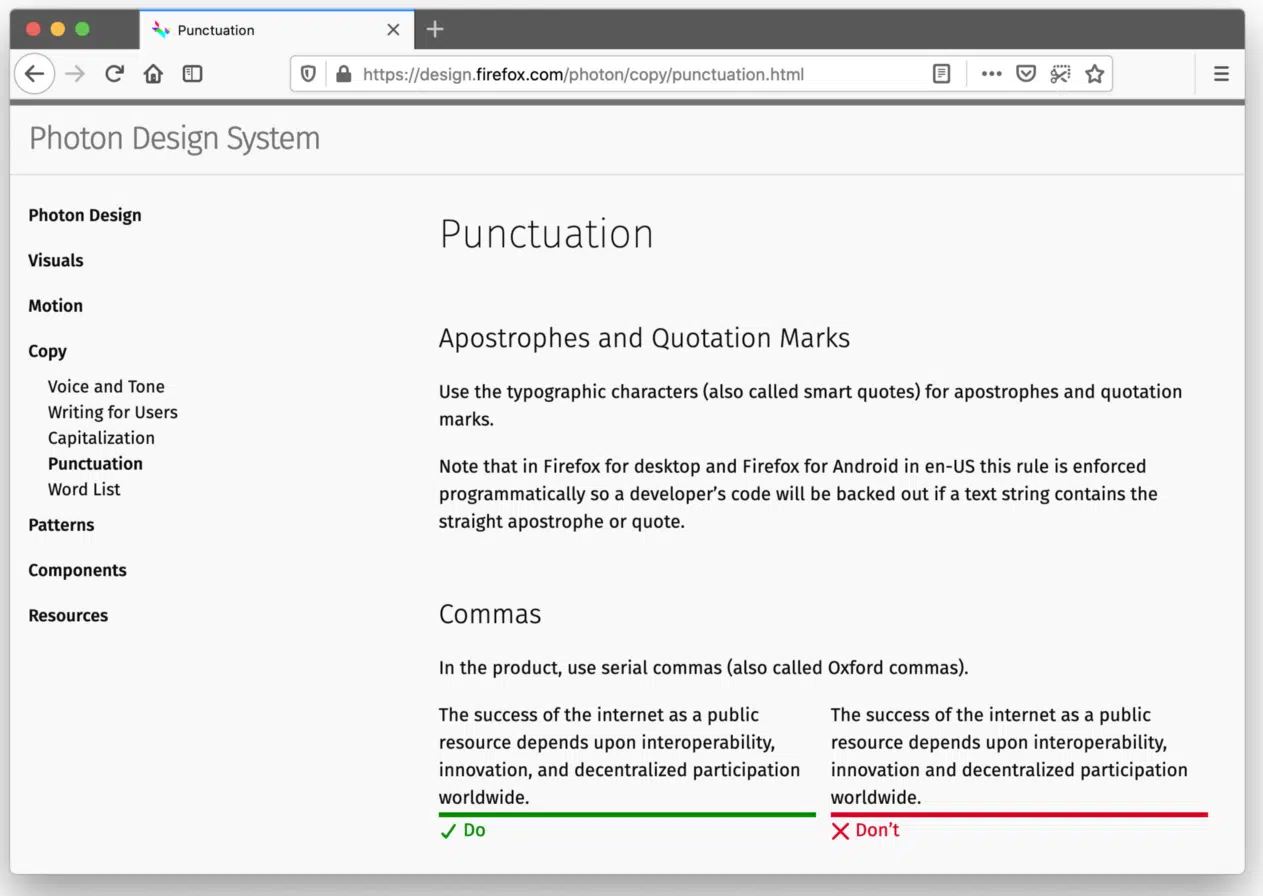 Punctuation
https://design.firefox.com/photon/copy/punctuation.html
Photon Design System
Photon Design
Visuals
Motion
Copy
Voice and Tone
Writing for Users
Capitalization
Punctuation
Word List
Patterns
Components
Resources
Punctuation
Apostrophes and Quotation Marks
Use the typographic characters (also called smart quotes) for apostrophes and quotation
marks.
Note that in Firefox for desktop and Firefox for Android in en-US this rule is enforced
programmatically so a developer’s code will be backed out if a text string contains the
straight apostrophe or quote.
Commas
In the product, use serial commas (also called Oxford commas).
The success of the internet as a public
resource depends upon interoperability,
innovation, and decentralized participation
worldwide.
Do
The success of the internet as a public
resource depends upon interoperability,
innovation and decentralized participation
worldwide.
Don’t